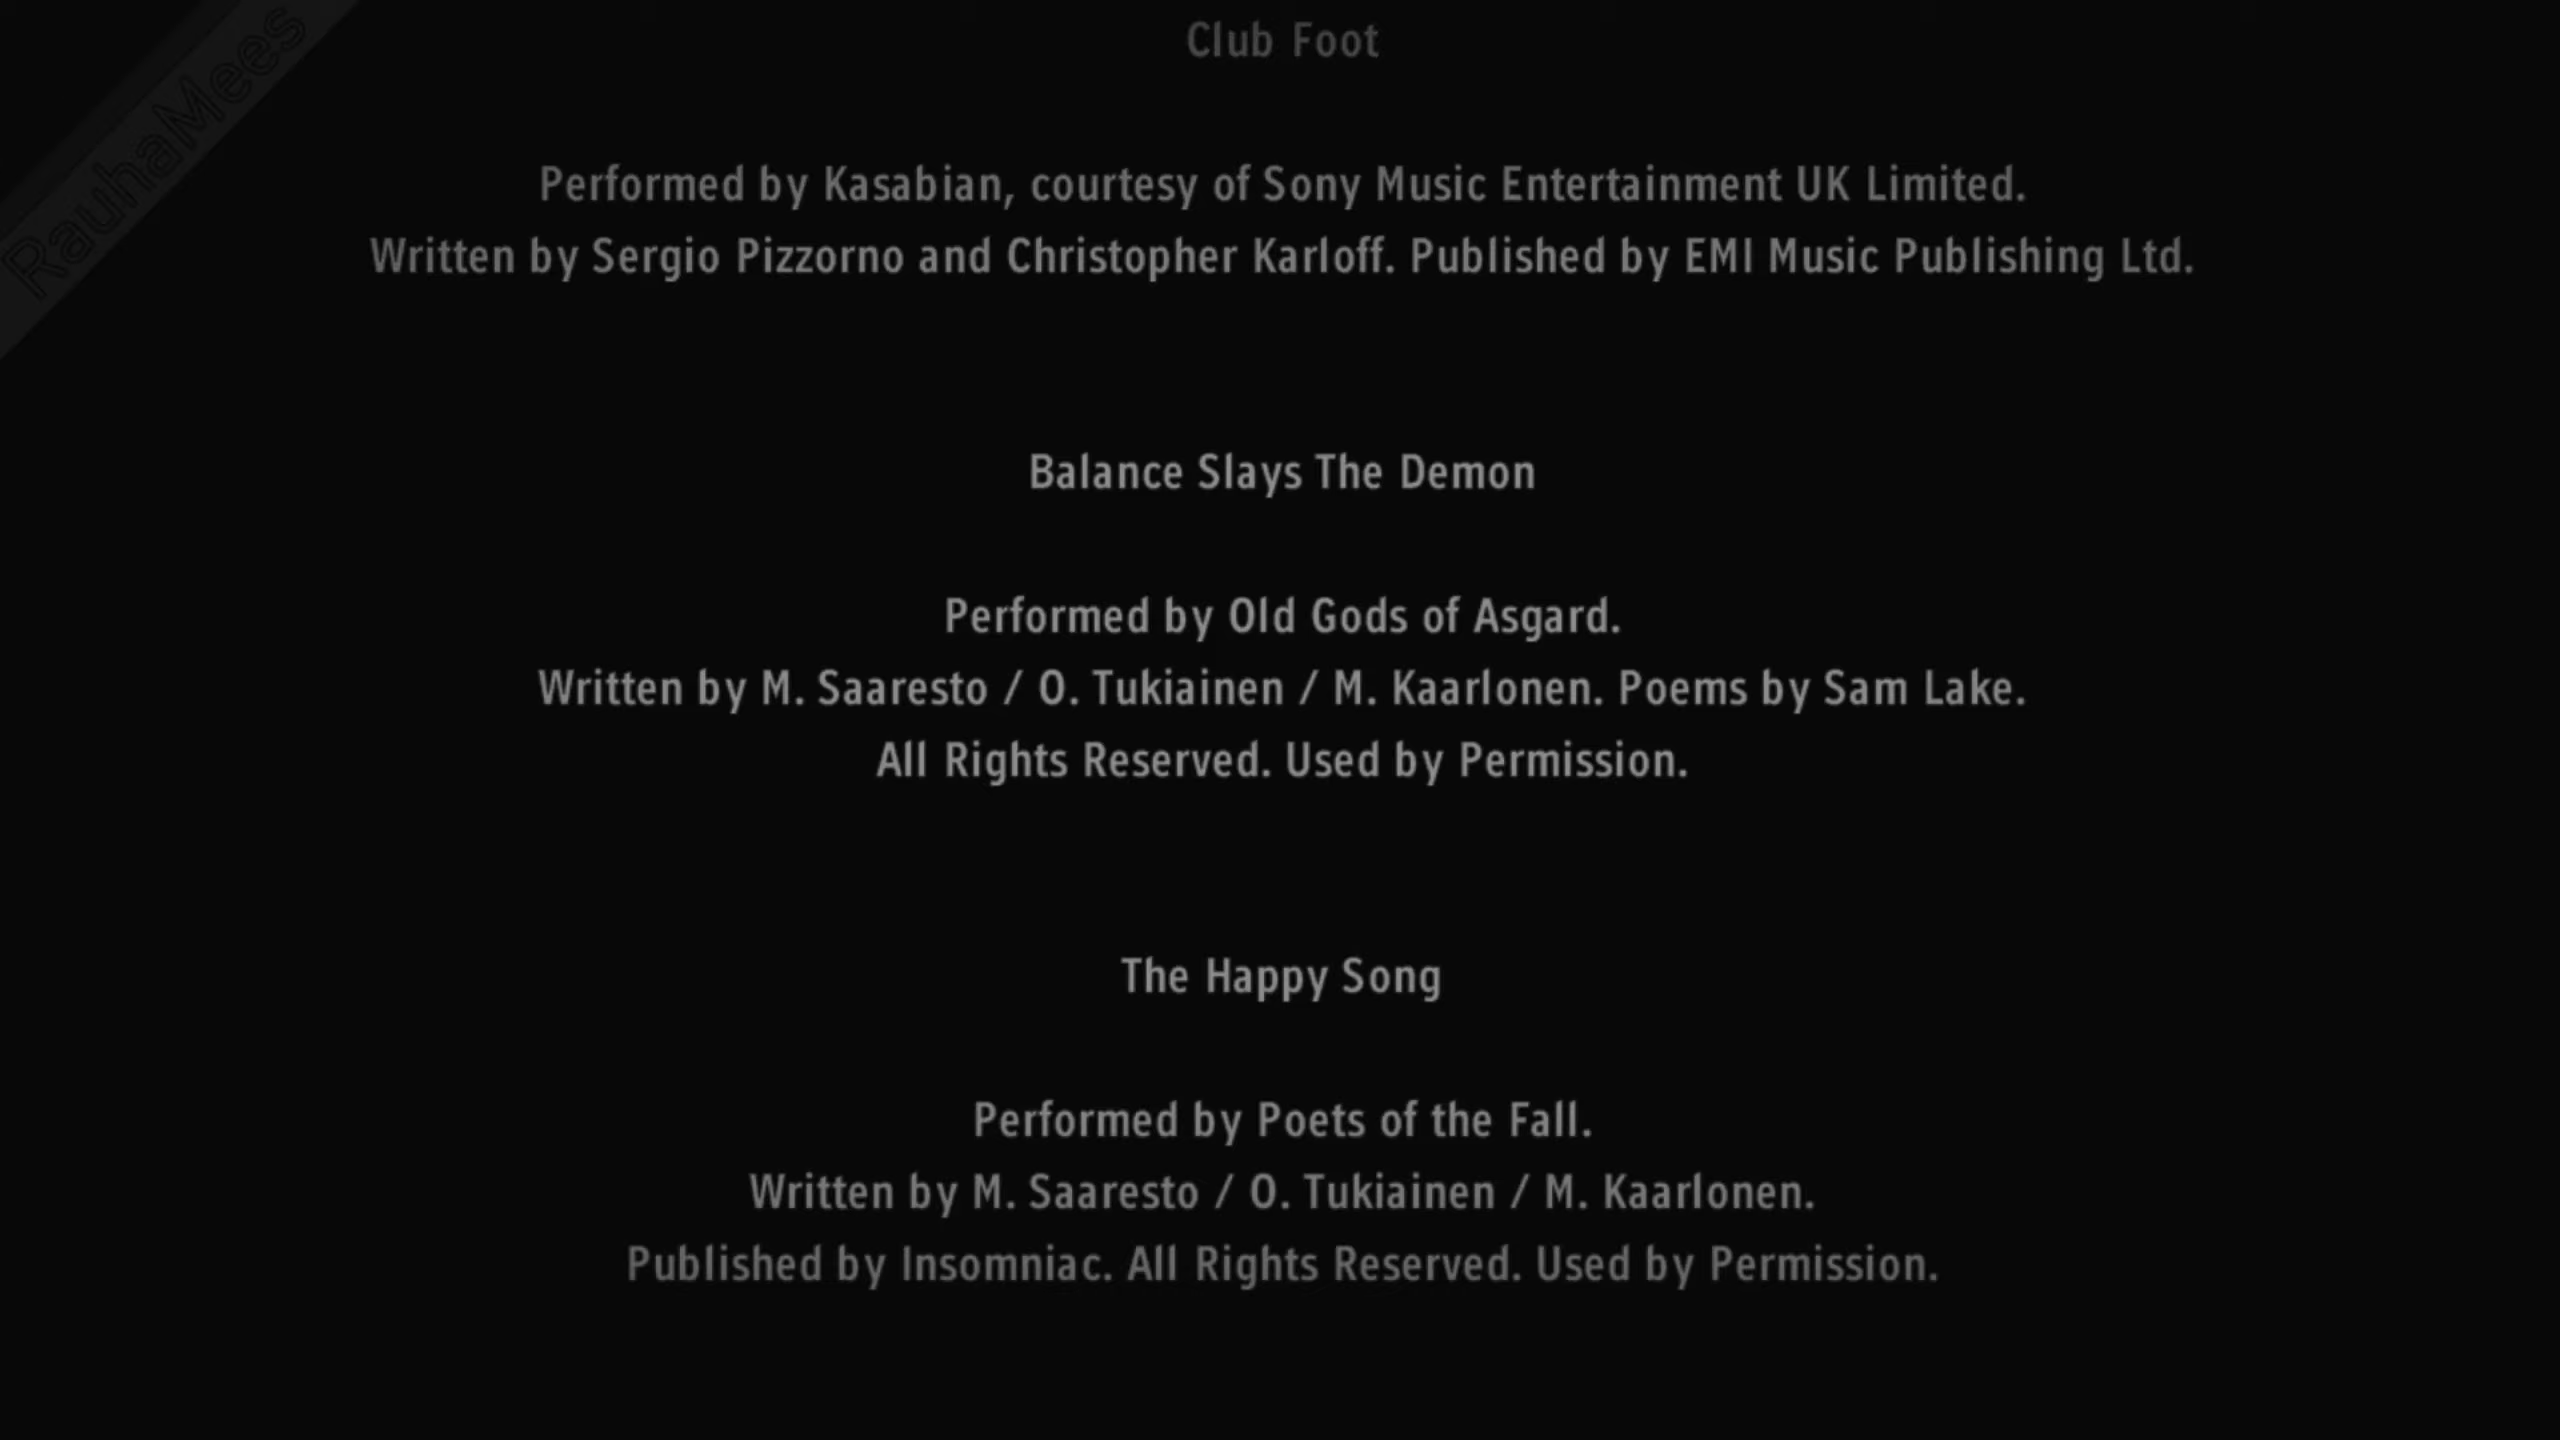 RauhaMees
Club Foot
Performed by Kasabian, courtesy of Sony Music Entertainment UK Limited.
Written by Sergio Pizzorno and Christopher Karloff. Published by EMI Music Publishing Ltd.
Balance Slays The Demon
Performed by Old Gods of Asgard.
Written by M. Saaresto / O. Tukiainen / M. Kaarlonen. Poems by Sam Lake.
All Rights Reserved. Used by Permission.
The Happy Song
Performed by Poets of the Fall.
Written by M. Saaresto / O. Tukiainen / M. Kaarlonen.
Published by Insomniac. All Rights Reserved. Used by Permission.